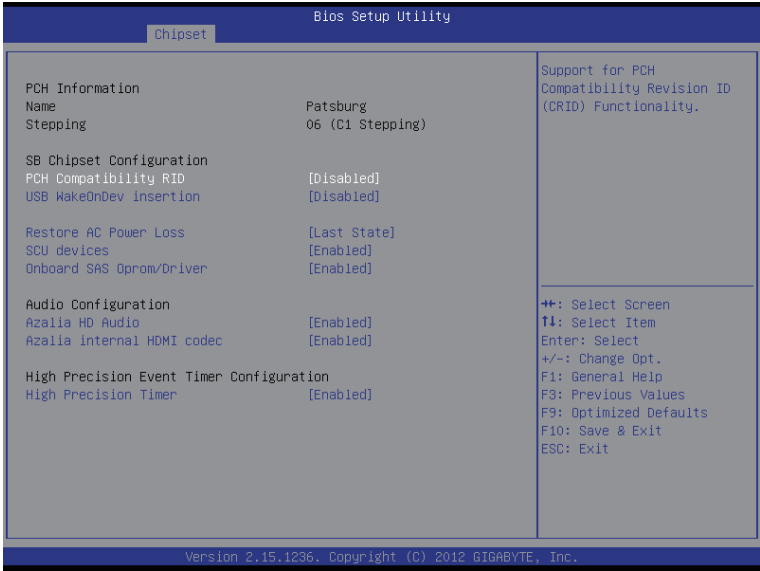 Bios Setup Utility
Chipset
PCH Information
Name Patsburg
Stepping 06 (C1 Stepping)
SB Chipset Configuration
PCH Compatibility RID [Disabled]
USB WakeOnDev insertion [Disabled]
Restore AC Power Loss [Last State]
SCU devices [Enabled]
Onboard SAS Oprom/Driver [Enabled]
Audio Configuration
Azalia HD Audio [Enabled]
Azalia internal HDMI codec [Enabled]
High Precision Event Timer Configuration
High Precision Timer [Enabled]
Support for PCH
Compatibility Revision ID
(CRID) Functionality.
→←: Select Screen
↑↓: Select Item
Enter: Select
+/-: Change Opt.
F1: General Help
F3: Previous Values
F9: Optimized Defaults
F10: Save & Exit
ESC: Exit
Version 2.15.1236. Copyright (C) 2012 GIGABYTE, Inc.